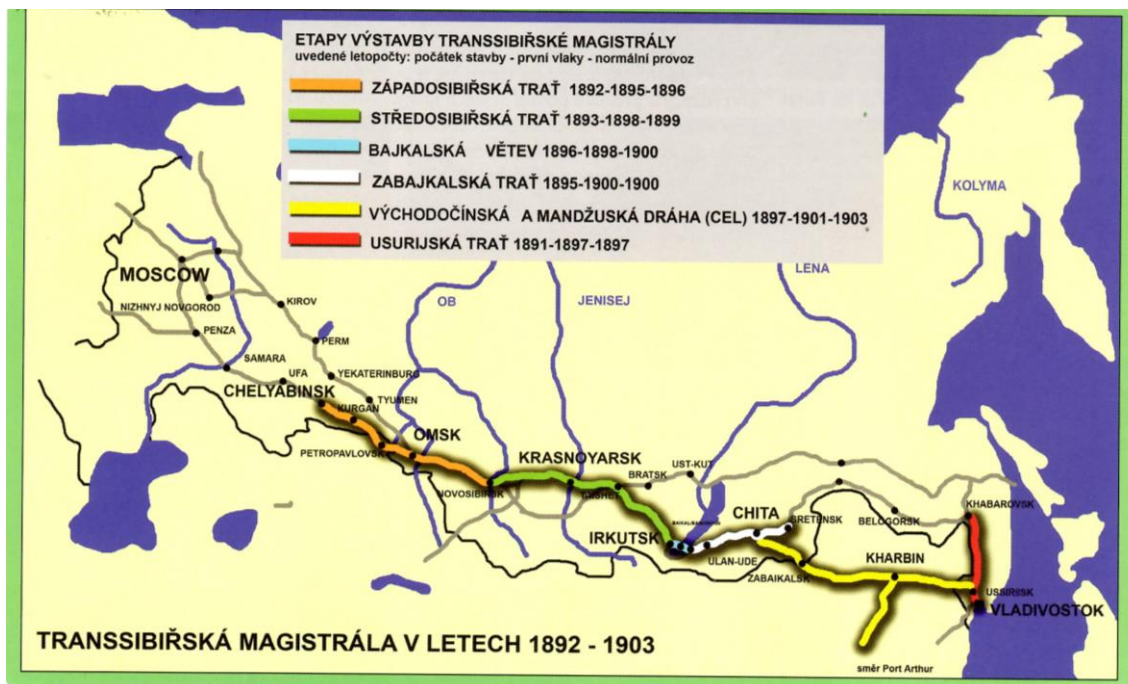 ETAPY VÝSTAVBY TRANSSIBIŘSKÉ MAGISTRÁLY
uvedené letopočty: počátek stavby - první vlaky - normální provoz
ZÁPADOSIBIŘSKÁ TRAŤ 1892-1895-1896
STŘEDOSIBIŘSKÁ TRAŤ 1893-1898-1899
BAJKALSKÁ VĚTEV 1896-1898-1900
ZABAJKALSKÁ TRAŤ 1895-1900-1900
VÝCHODOČÍNSKÁ A MANDŽUSKÁ DRÁHA (CEL) 1897-1901-1903
USURIJSKÁ TRAŤ 1891-1897-1897
KOLYMA
LENA
OB
JENISEJ
MOSCOW
NIZHNYJ NOVGOROD
KIROV
PENZA
PERM
SAMARA
UFA
YEKATERINBURG
CHELYABINSK
TYUMEN
KURGAN
OMSK
PETROPAVLOVSK
KRASNOYARSK
NOVOSIBIRSK
BRATSK
UST-KUT
IRKUTSK
CHITA
SRETENSK
BELOGORSK
KHABAROVSK
ULAN-UDE
ZABAIKALSK
KHARBIN
USSIRIISK
VLADIVOSTOK
směr Port Arthur
TRANSSIBIŘSKÁ MAGISTRÁLA V LETECH 1892 - 1903